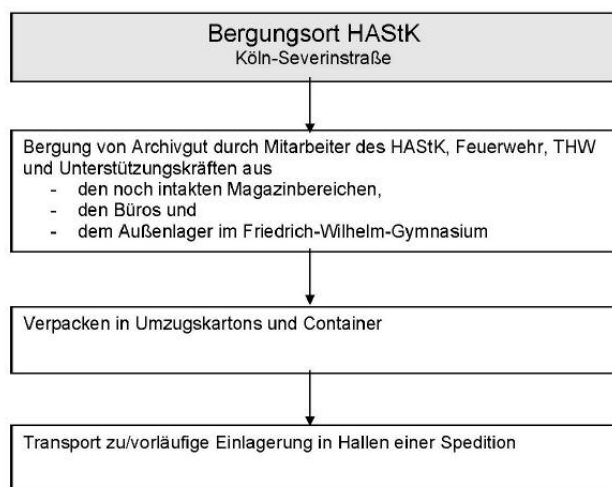 Bergungsort HAStK
Köln-Severinstraße
Bergung von Archivgut durch Mitarbeiter des HAStK, Feuerwehr, THW
und Unterstützungskräften aus
- den noch intakten Magazinbereichen,
- den Büros und
- dem Außenlager im Friedrich-Wilhelm-Gymnasium
Verpacken in Umzugskartons und Container
Transport zu/vorläufige Einlagerung in Hallen einer Spedition